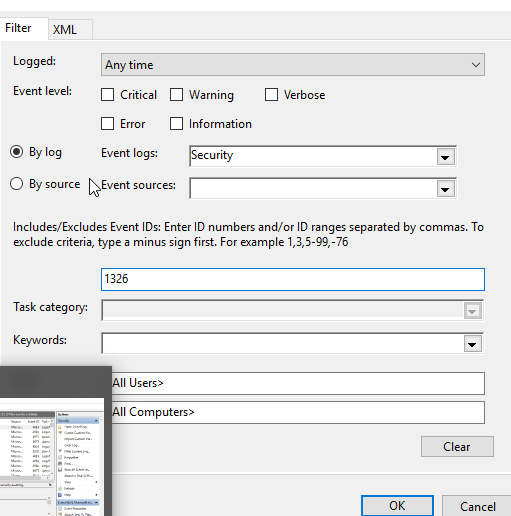 Filter XML
Logged: Any time
Event level: Critical Warning Verbose
Error Information
By log Event logs: Security
By source Event sources:
Includes/Excludes Event IDs: Enter ID numbers and/or ID ranges separated by commas. To
exclude criteria, type a minus sign first. For example 1,3,5-99,-76
1326
Task category:
Keywords:
All Users>
All Computers>
Clear
OK Cancel